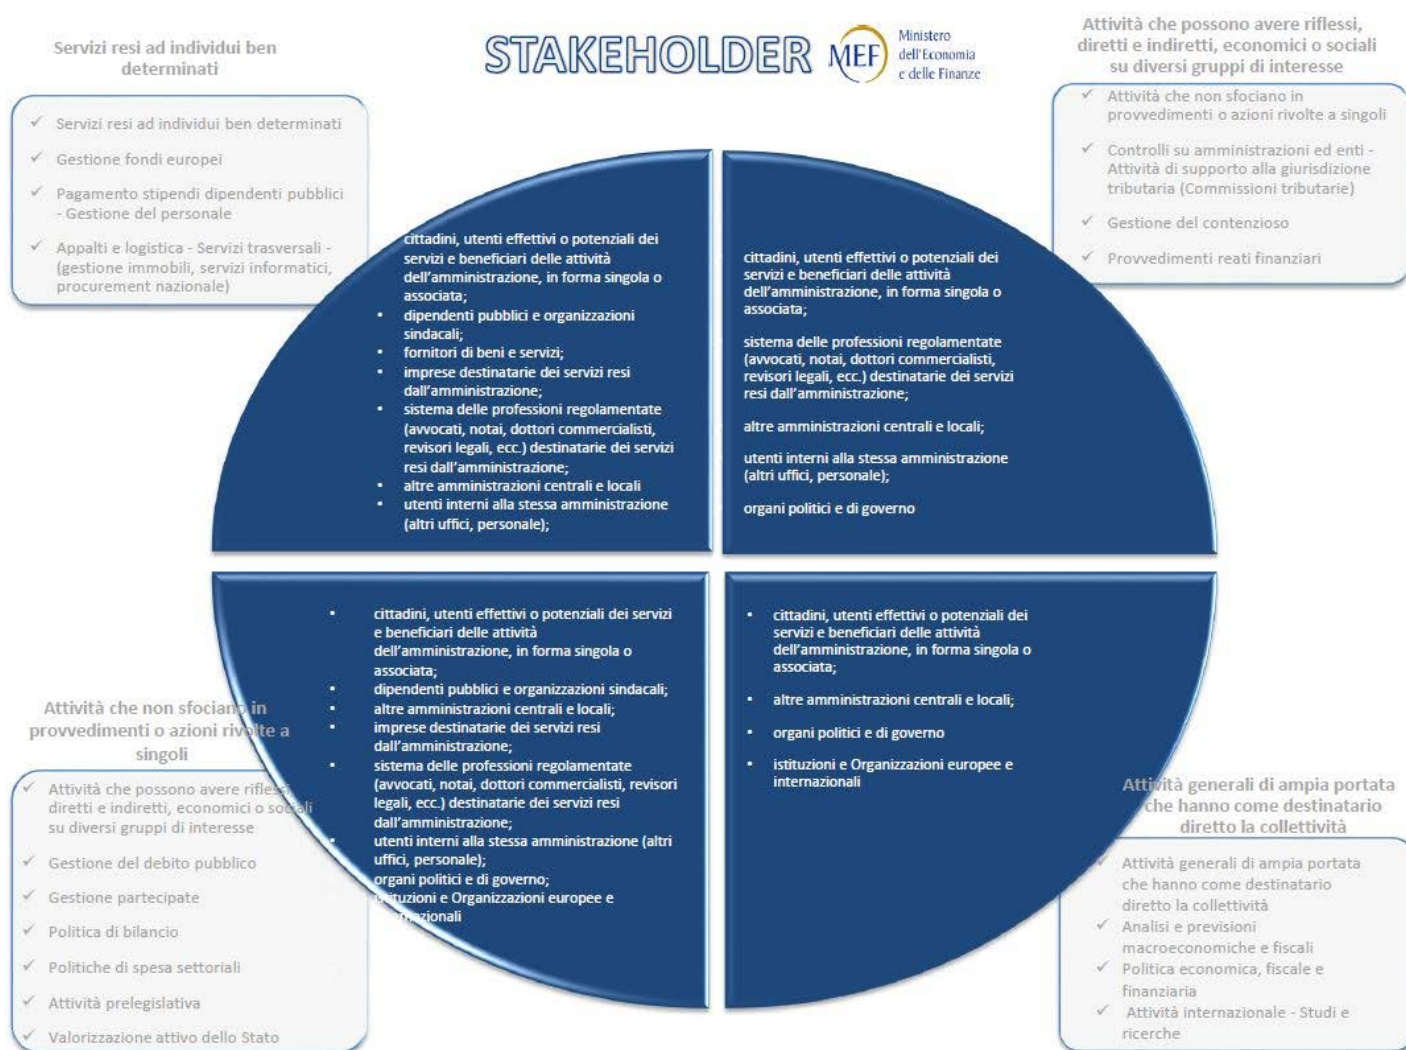 STAKEHOLDER
MEF
Ministero
dell'Economia
e delle Finanze
Servizi resi ad individui ben
determinati
✓ Servizi resi ad individui ben determinati
✓ Gestione fondi europei
✓ Pagamento stipendi dipendenti pubblici
- Gestione del personale
✓ Appalti e logistica - Servizi trasversali -
(gestione immobili, servizi informatici,
procurement nazionale)
Attività che possono avere riflessi,
diretti e indiretti, economici o sociali
su diversi gruppi di interesse
✓ Attività che non sfociano in
provvedimenti o azioni rivolte a singoli
✓ Controlli su amministrazioni ed enti -
Attività di supporto alla giurisdizione
tributaria (Commissioni tributarie)
✓ Gestione del contenzioso
✓ Provvedimenti reati finanziari
cittadini, utenti effettivi o potenziali dei
servizi e beneficiari delle attività
dell'amministrazione, in forma singola o
associata;
• dipendenti pubblici e organizzazioni
sindacali;
• fornitori di beni e servizi;
• imprese destinatarie dei servizi resi
dall'amministrazione;
• sistema delle professioni regolamentate
(avvocati, notai, dottori commercialisti,
revisori legali, ecc.) destinatarie dei servizi
resi dall'amministrazione;
• altre amministrazioni centrali e locali
• utenti interni alla stessa amministrazione
(altri uffici, personale);
cittadini, utenti effettivi o potenziali dei
servizi e beneficiari delle attività
dell'amministrazione, in forma singola o
associata;
sistema delle professioni regolamentate
(avvocati, notai, dottori commercialisti,
revisori legali, ecc.) destinatarie dei servizi
resi dall'amministrazione;
altre amministrazioni centrali e locali;
utenti interni alla stessa amministrazione
(altri uffici, personale);
organi politici e di governo
• cittadini, utenti effettivi o potenziali dei servizi
e beneficiari delle attività
dell'amministrazione, in forma singola o
associata;
• dipendenti pubblici e organizzazioni sindacali;
• altre amministrazioni centrali e locali;
• imprese destinatarie dei servizi resi
dall'amministrazione;
• sistema delle professioni regolamentate
(avvocati, notai, dottori commercialisti, revisori
legali, ecc.) destinatarie dei servizi resi
dall'amministrazione;
• utenti interni alla stessa amministrazione (altri
uffici, personale);
organi politici e di governo;
istituzioni e Organizzazioni europee e
internazionali
• cittadini, utenti effettivi o potenziali dei
servizi e beneficiari delle attività
dell'amministrazione, in forma singola o
associata;
• altre amministrazioni centrali e locali;
• organi politici e di governo
• istituzioni e Organizzazioni europee e
internazionali
Attività che non sfociano in
provvedimenti o azioni rivolte a
singoli
✓ Attività che possono avere riflessi,
diretti e indiretti, economici o sociali
su diversi gruppi di interesse
✓ Gestione del debito pubblico
✓ Gestione partecipate
✓ Politica di bilancio
✓ Politiche di spesa settoriali
✓ Attività prelegislativa
✓ Valorizzazione attivo dello Stato
Attività generali di ampia portata
che hanno come destinatario
diretto la collettività
✓ Attività generali di ampia portata
che hanno come destinatario
diretto la collettività
✓ Analisi e previsioni
macroeconomiche e fiscali
✓ Politica economica, fiscale e
finanziaria
✓ Attività internazionale - Studi e
ricerche